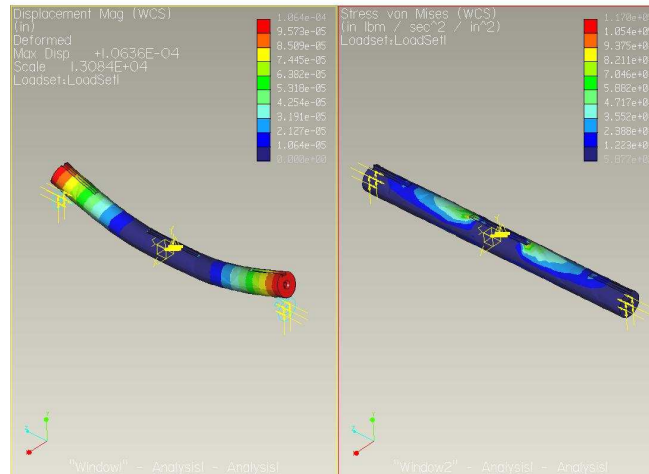 Displacement Mag (WCS)
(in)
Deformed
Max Disp +1.0636E-04
Scale 1.3084E+04
Loadset:LoadSet1
1.064e-04
9.573e-05
8.509e-05
7.445e-05
6.382e-05
5.318e-05
4.254e-05
3.191e-05
2.127e-05
1.064e-05
0.000e+00
"Window1" - Analysis1 - Analysis1
Stress von Mises (WCS)
(in lbm / sec^2 / in^2)
Loadset:LoadSet1
1.170e+0
1.054e+0
9.375e+0
8.211e+0
7.046e+0
5.882e+0
4.717e+0
3.552e+0
2.388e+0
1.223e+0
"Window2" - Analysis1 - Analysis1